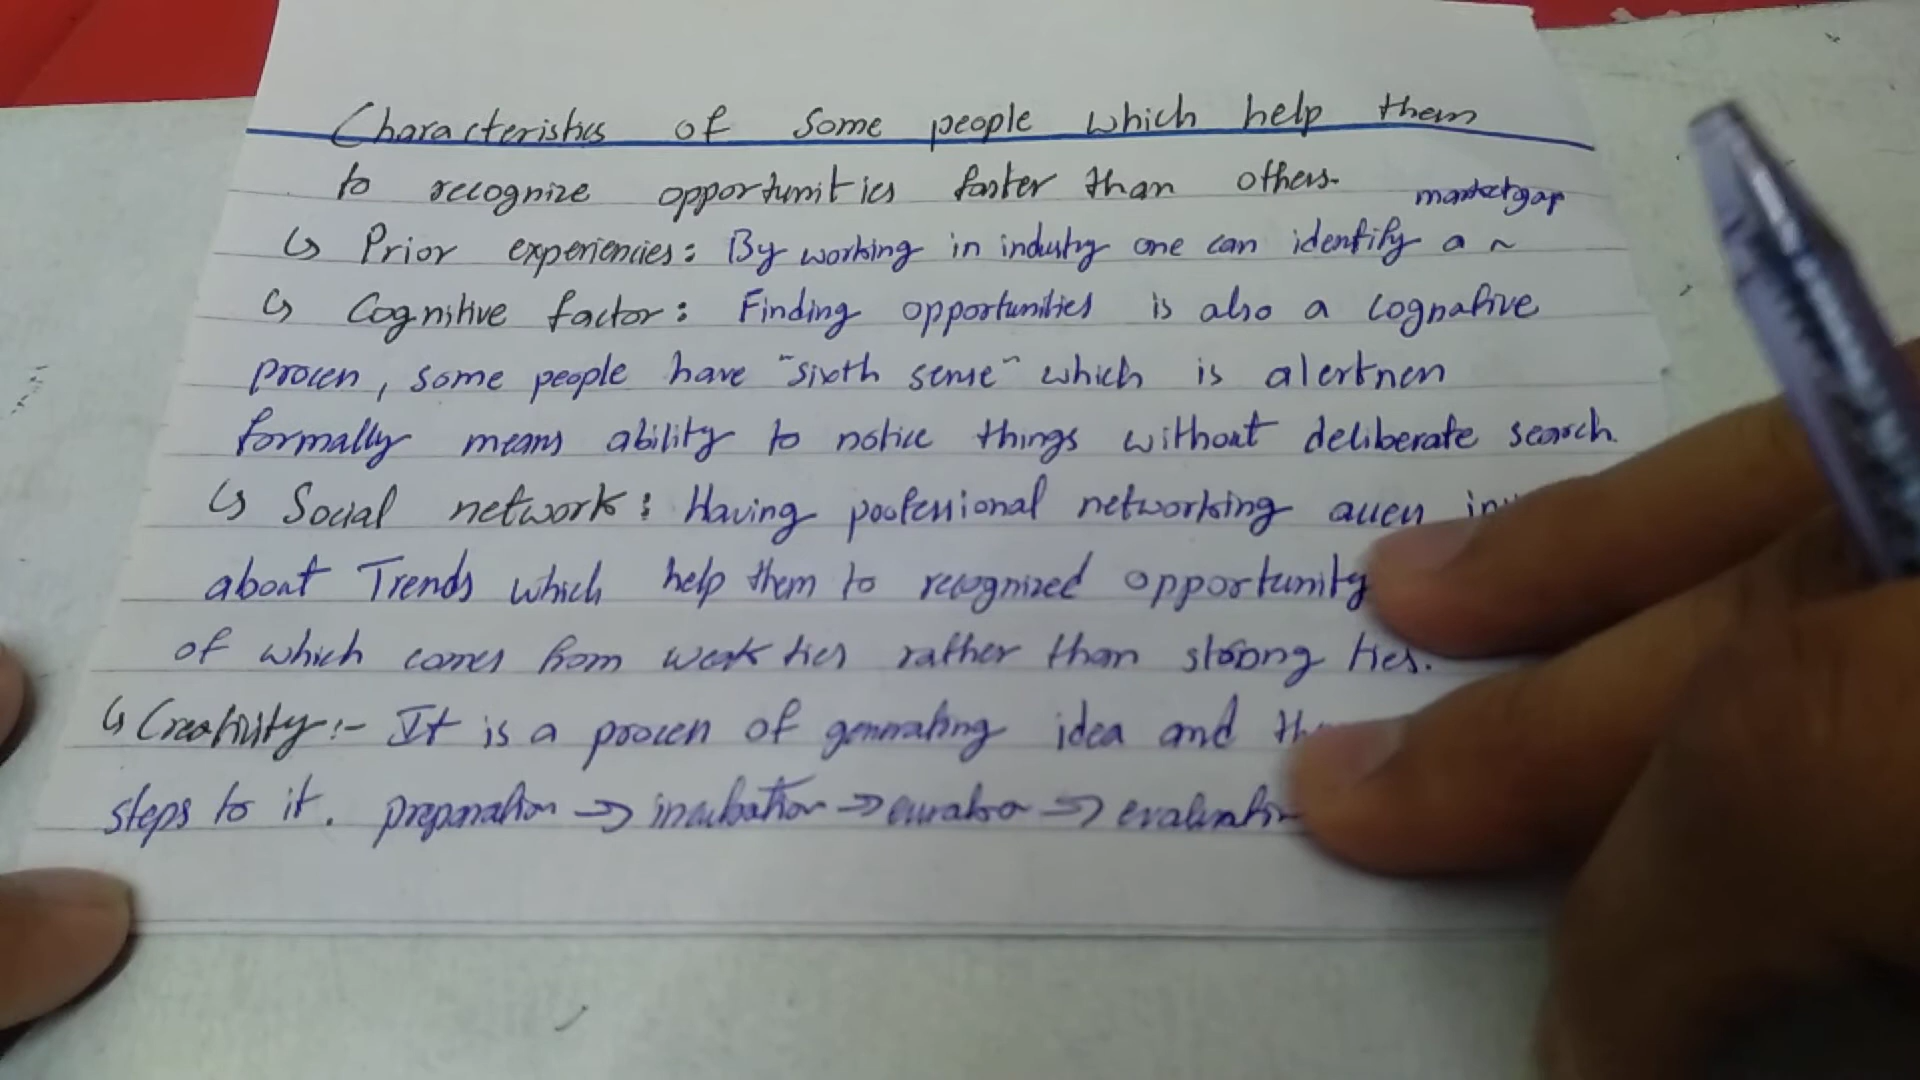 Characteristics of Some people which help them
to recognize opportunities faster than others.
market gap
↳ Prior experiencies: By working in industry one can identify a ~
↳ Cognitive factor: Finding opportunities is also a cognative
process, some people have "sixth sense" which is alertness
formally means ability to notice things without deliberate search.
↳ Social network: Having professional networking
about Trends which help them to recognized opportunity
of which comes from weak ties rather than strong ties.
↳ Creativity:- It is a process of generating idea and
steps to it. preparation → incubation → → evaluation